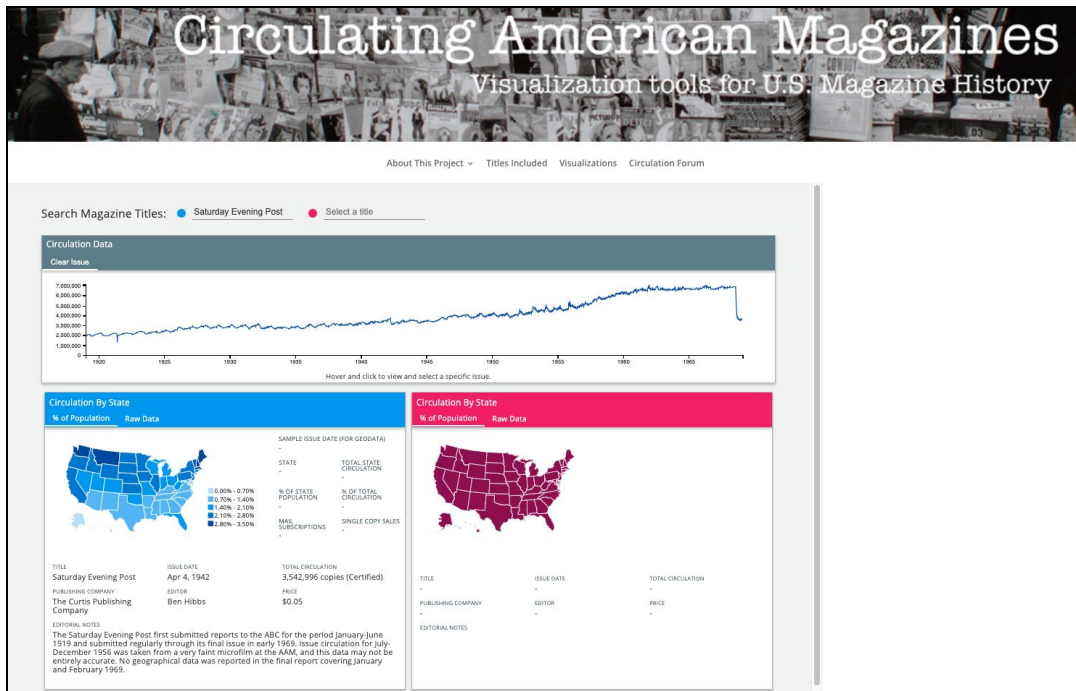 Circulating American Magazines
Visualization tools for U.S. Magazine History
About This Project Titles Included Visualizations Circulation Forum
Search Magazine Titles: Saturday Evening Post Select a title
Circulation Data
Clear Issue
7,000,000
6,000,000
5,000,000
4,000,000
3,000,000
2,000,000
1,000,000
0
1920 1925 1930 1935 1940 1945 1950 1955 1960 1965
Hover and click to view and select a specific issue.
Circulation By State
% of Population Raw Data
SAMPLE ISSUE DATE (FOR GEODATA)
-
STATE TOTAL STATE CIRCULATION
- -
% OF STATE POPULATION % OF TOTAL CIRCULATION
- -
MAIL SUBSCRIPTIONS SINGLE COPY SALES
- -
0.00% - 0.70%
0.70% - 1.40%
1.40% - 2.10%
2.10% - 2.80%
2.80% - 3.50%
TITLE ISSUE DATE TOTAL CIRCULATION
Saturday Evening Post Apr 4, 1942 3,542,996 copies (Certified)
PUBLISHING COMPANY EDITOR PRICE
The Curtis Publishing Company Ben Hibbs $0.05
EDITORIAL NOTES
The Saturday Evening Post first submitted reports to the ABC for the period January-June
1919 and submitted regularly through its final issue in early 1969. Issue circulation for July-
December 1956 was taken from a very faint microfilm at the AAM, and this data may not be
entirely accurate. No geographical data was reported in the final report covering January
and February 1969.
Circulation By State
% of Population Raw Data
TITLE ISSUE DATE TOTAL CIRCULATION
- - -
PUBLISHING COMPANY EDITOR PRICE
- - -
EDITORIAL NOTES